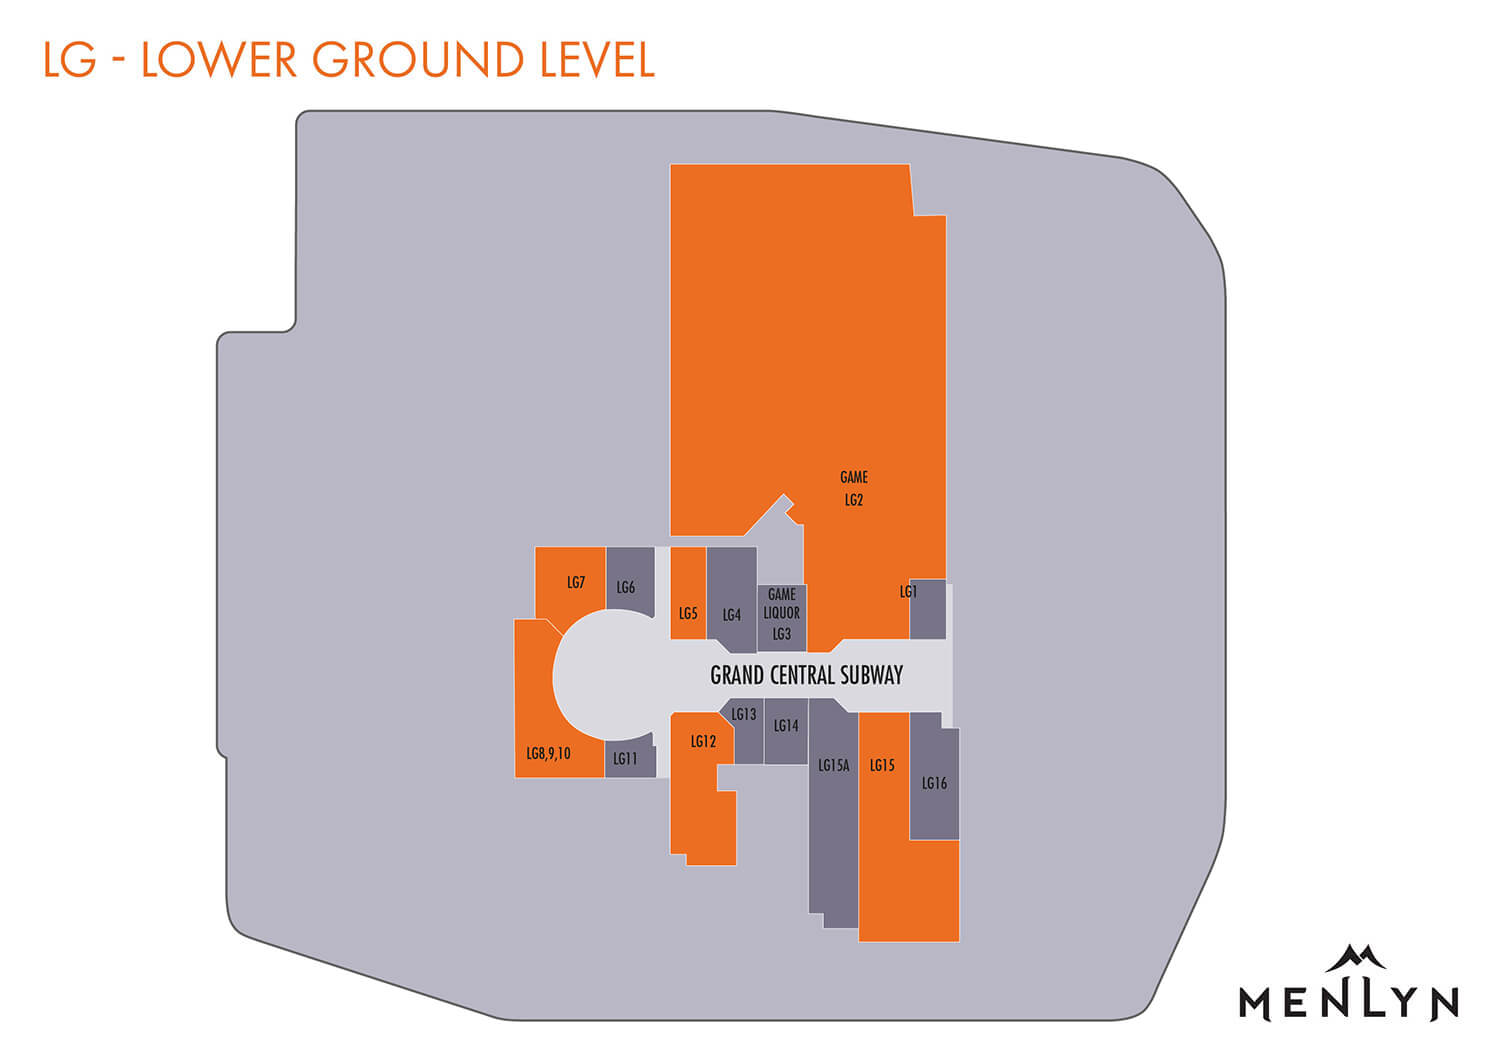 LG - LOWER GROUND LEVEL
GAME
LG2
LG7
LG6
LG5
LG4
GAME
LIQUOR
LG3
LG1
GRAND CENTRAL SUBWAY
LG8,9,10
LG11
LG12
LG13
LG14
LG15A
LG15
LG16
MENLYN